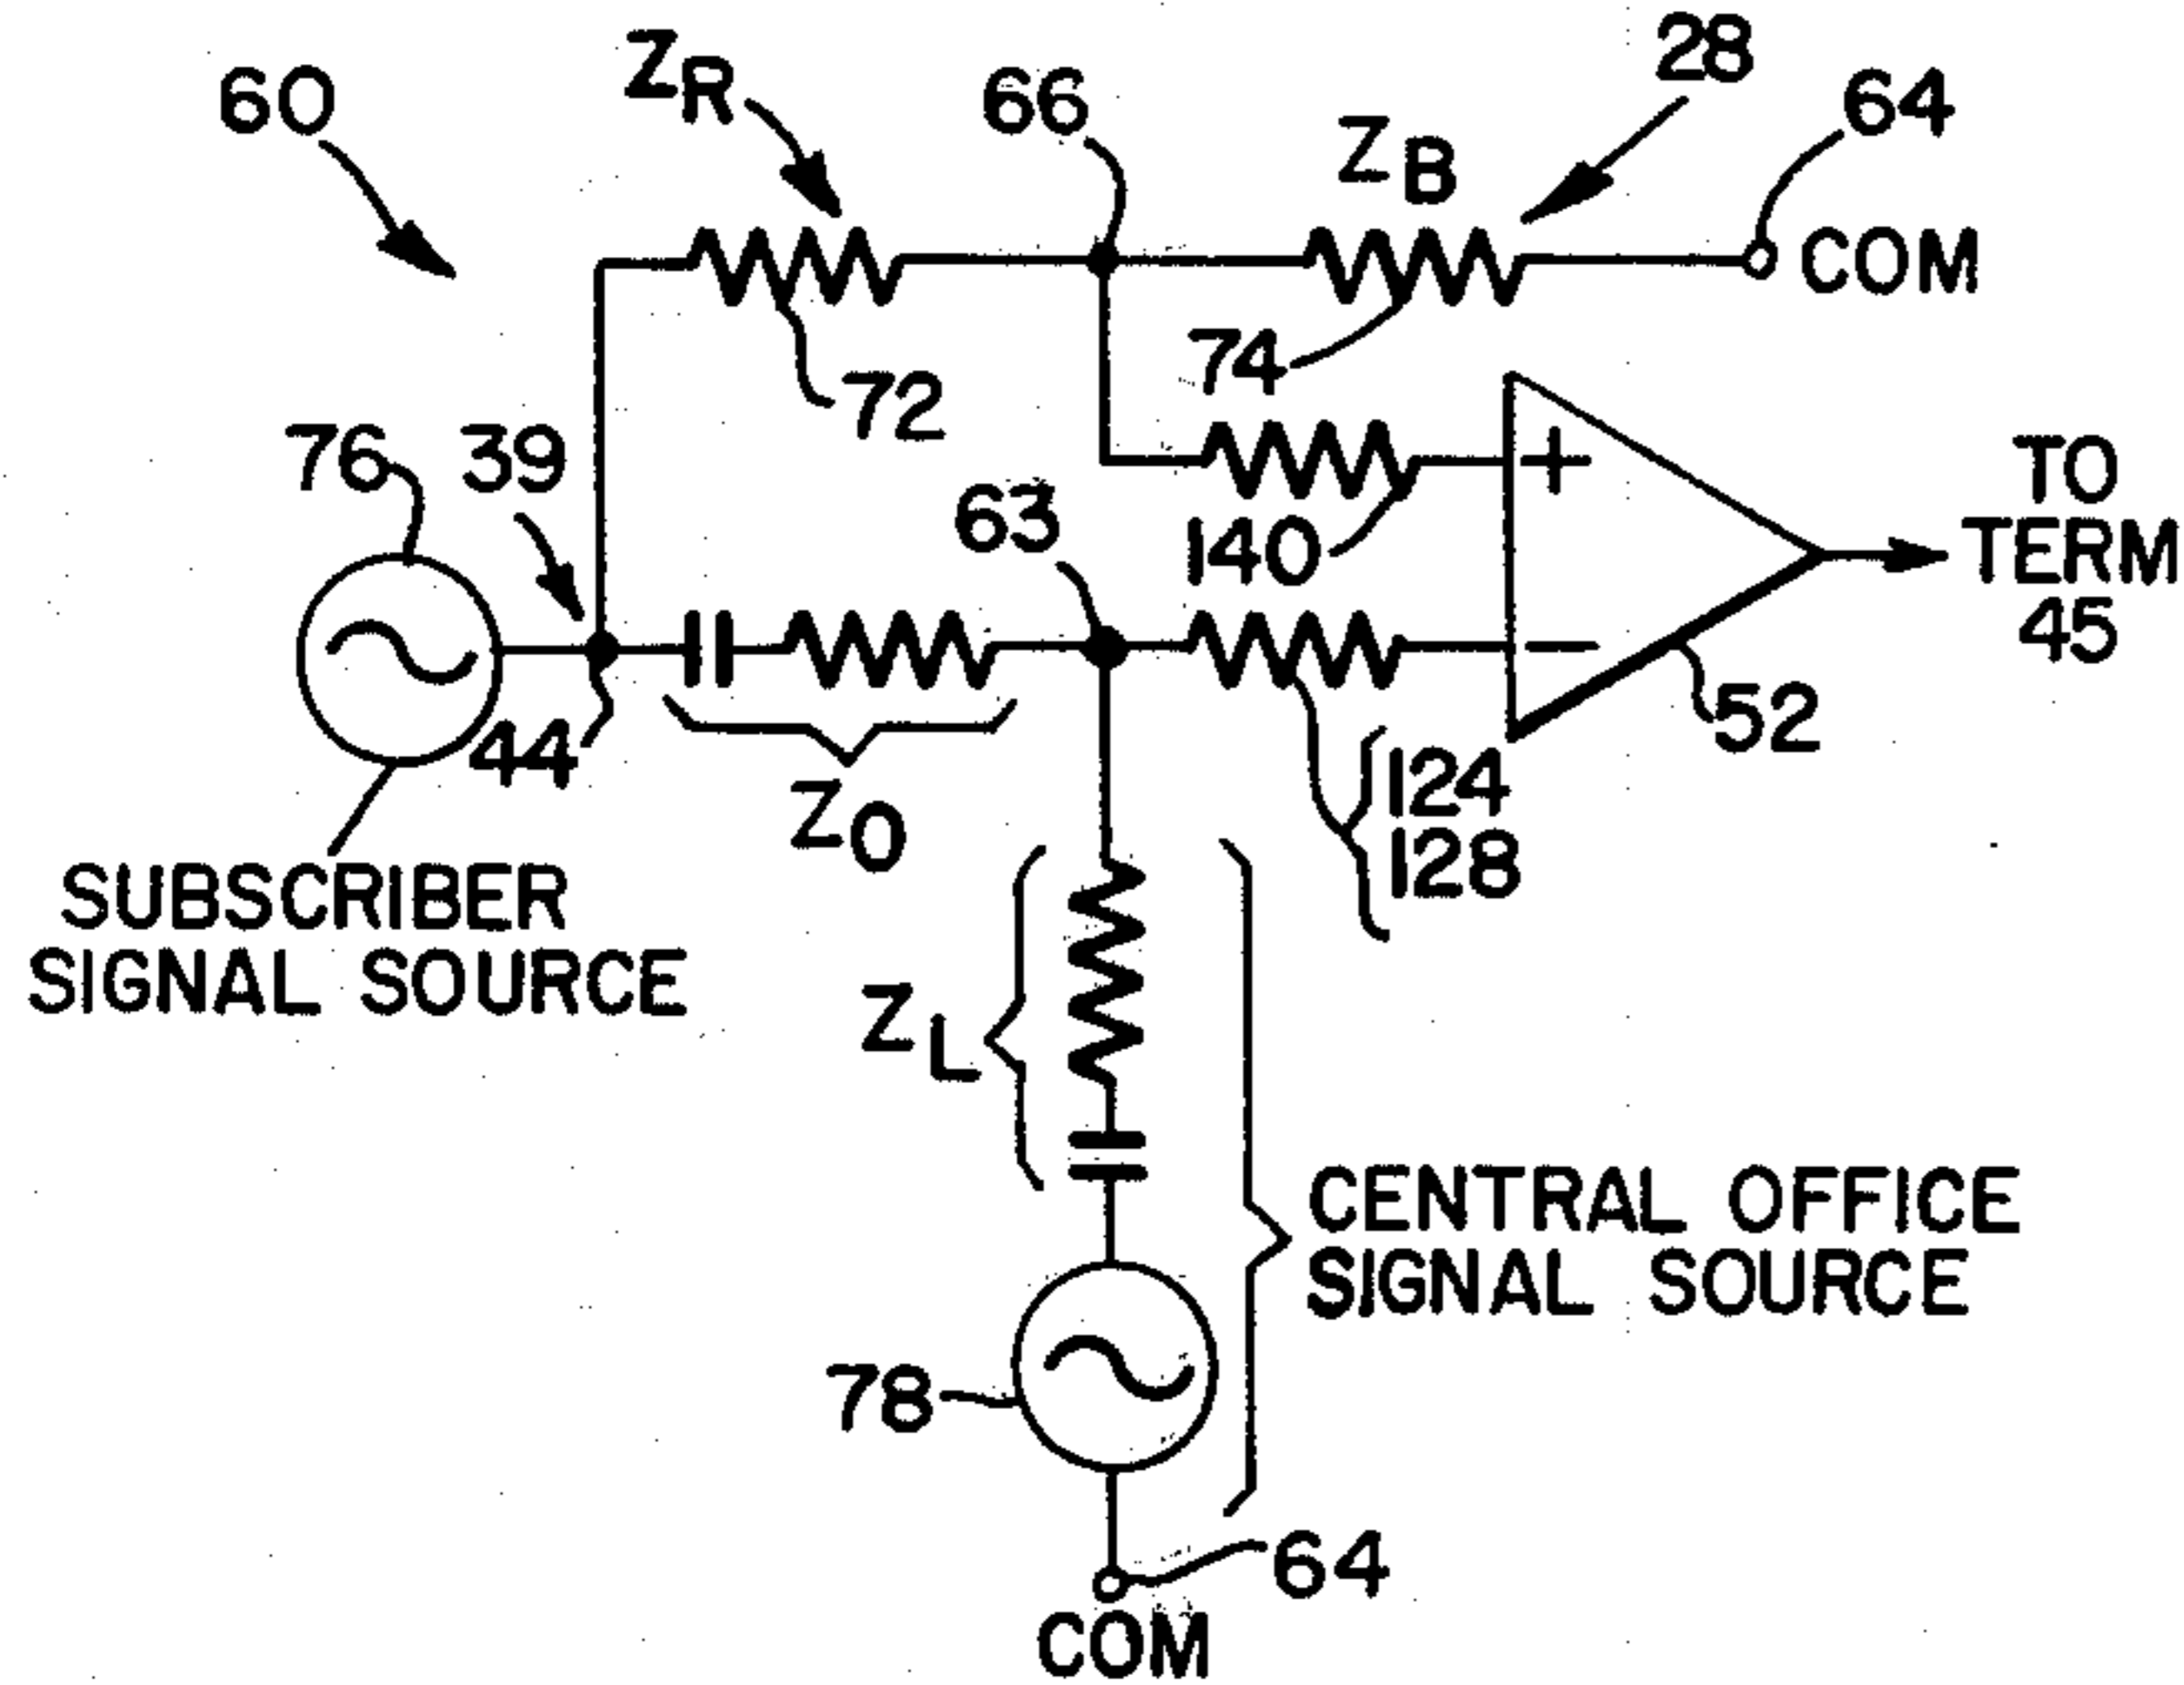 60
ZR
66
28
64
ZB
COM
74
72
76
39
63
140
+
TO
TERM
45
−
44
ZO
52
124
128
SUBSCRIBER
SIGNAL SOURCE
ZL
CENTRAL OFFICE
SIGNAL SOURCE
78
64
COM